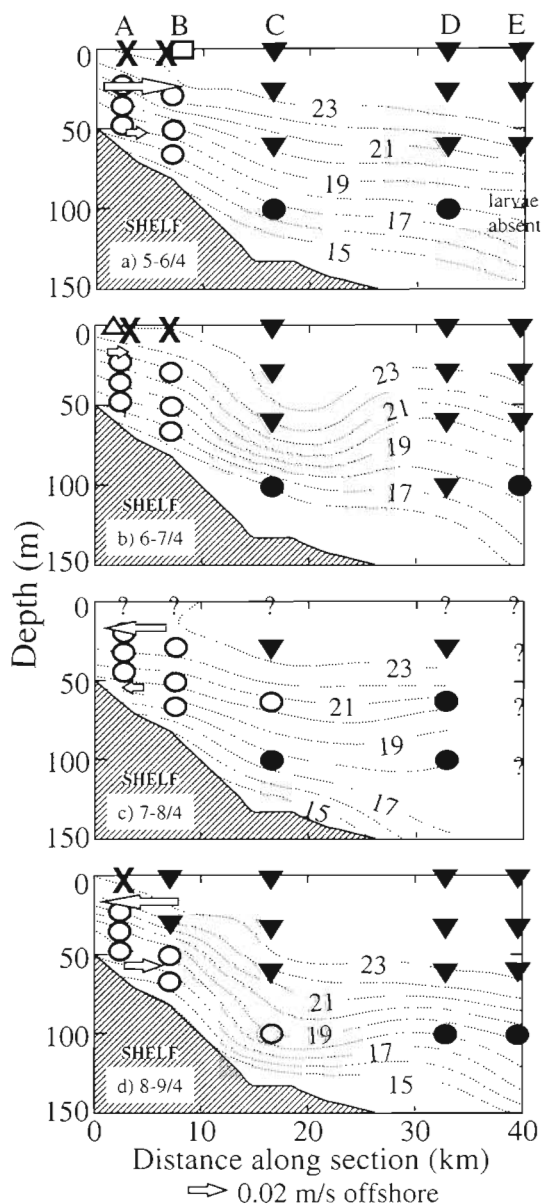 A B C D E
0
50
100
150
23
21
19
17
15
larvae
absent
SHELF
a) 5-6/4
0
50
100
150
23
21
19
17
SHELF
b) 6-7/4
Depth (m)
? ? ? ?
0
50
100
150
23
21
19
17
15
?
?
?
SHELF
c) 7-8/4
0
50
100
150
23
21
19
17
15
SHELF
d) 8-9/4
0 10 20 30 40
Distance along section (km)
0.02 m/s offshore